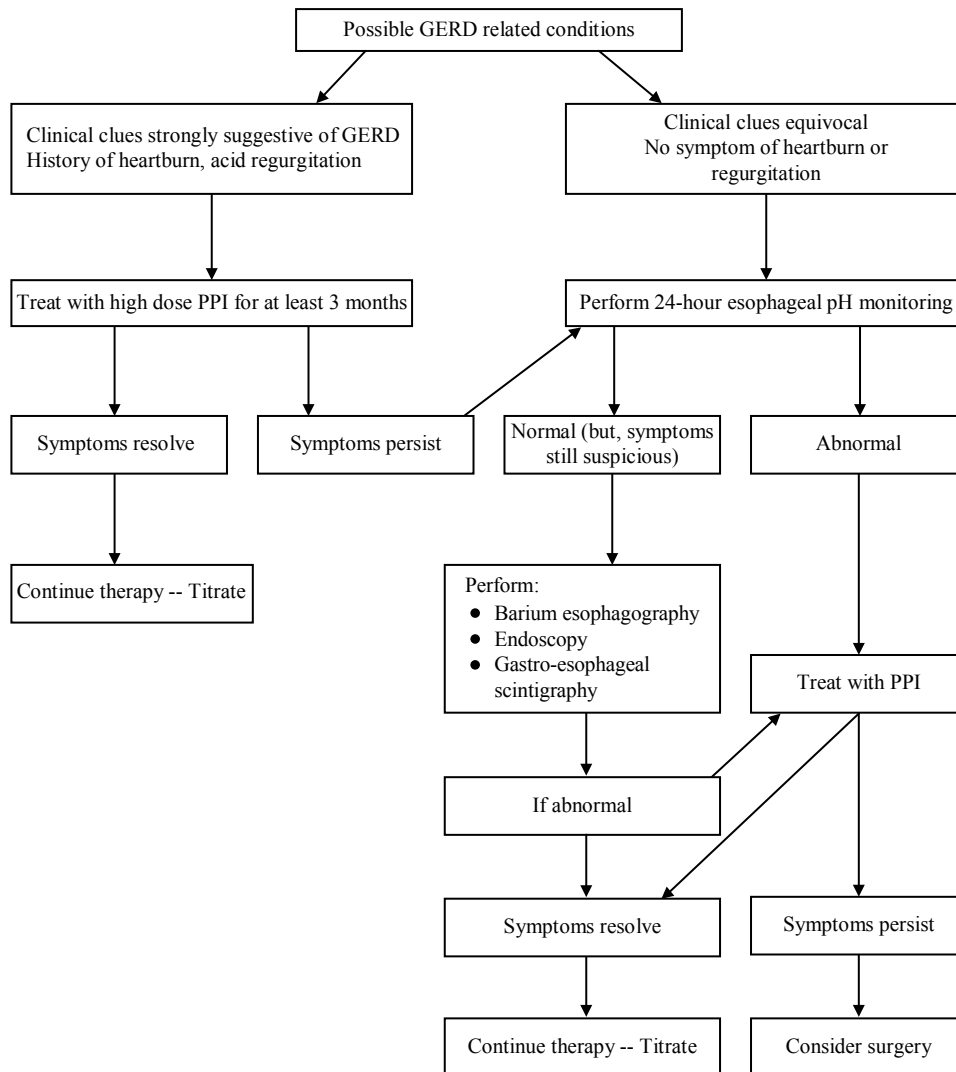 Possible GERD related conditions
Clinical clues strongly suggestive of GERD
History of heartburn, acid regurgitation
Clinical clues equivocal
No symptom of heartburn or
regurgitation
Treat with high dose PPI for at least 3 months
Perform 24-hour esophageal pH monitoring
Symptoms resolve
Symptoms persist
Normal (but, symptoms
still suspicious)
Abnormal
Continue therapy -- Titrate
Perform:
● Barium esophagography
● Endoscopy
● Gastro-esophageal
scintigraphy
Treat with PPI
If abnormal
Symptoms resolve
Symptoms persist
Continue therapy -- Titrate
Consider surgery